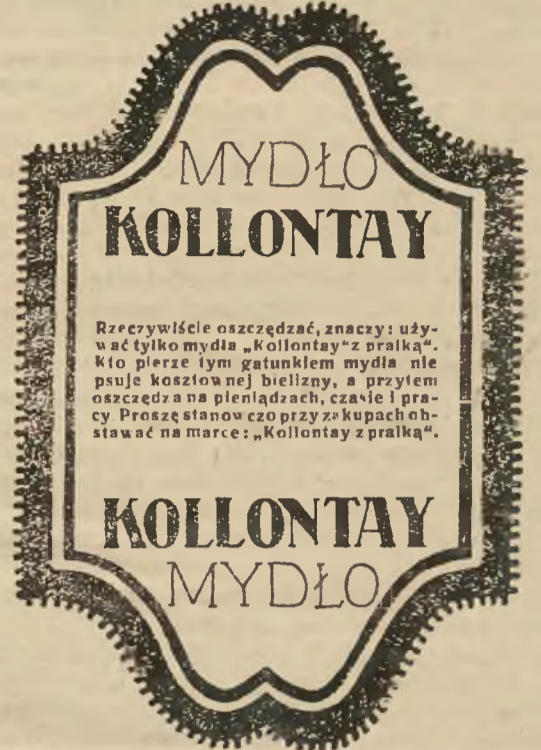 MYDŁO
KOLLONTAY
Rzeczywiście oszczędzać, znaczy: uży-
wać tylko mydła „Kollontay“ z pralką“.
Kto pierze tym gatunkiem mydła nie
psuje kosztownej bielizny, a przytem
oszczędza na pieniądzach, czasie i pra-
cy. Proszę stanowczo przy zakupach ob-
stawać na marce: „Kollontay z pralką“.
KOLLONTAY
MYDŁO